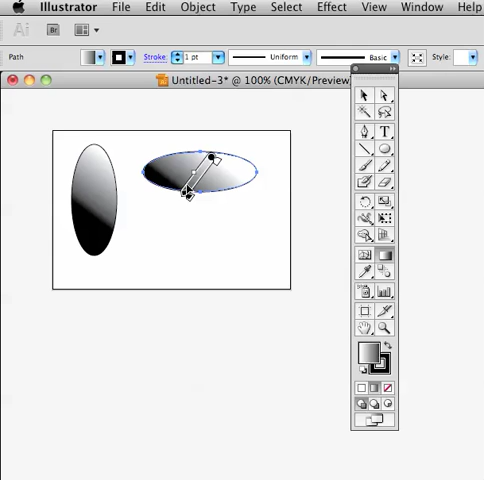 Illustrator File Edit Object Type Select Effect View Window Help
Ai Br
Path Stroke: 1 pt Uniform Basic Style:
Untitled-3* @ 100% (CMYK/Preview
T